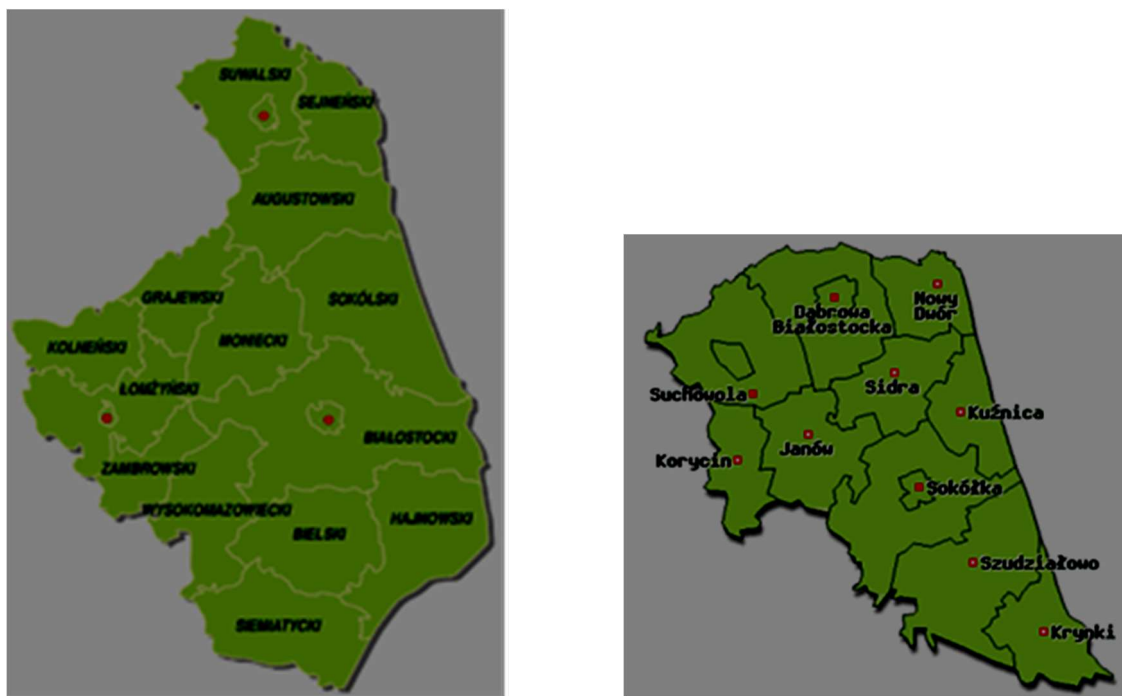 SUWALSKI
SEJNEŃSKI
AUGUSTOWSKI
GRAJEWSKI
SOKÓLSKI
MONIECKI
KOLNEŃSKI
ŁOMŻYŃSKI
BIAŁOSTOCKI
ZAMBROWSKI
WYSOKOMAZOWIECKI
HAJNOWSKI
BIELSKI
SIEMIATYCKI
Nowy
Dwór
Dąbrowa
Białostocka
Sidra
Suchowola
Kuźnica
Janów
Korycin
Sokółka
Szudziałowo
Krynki